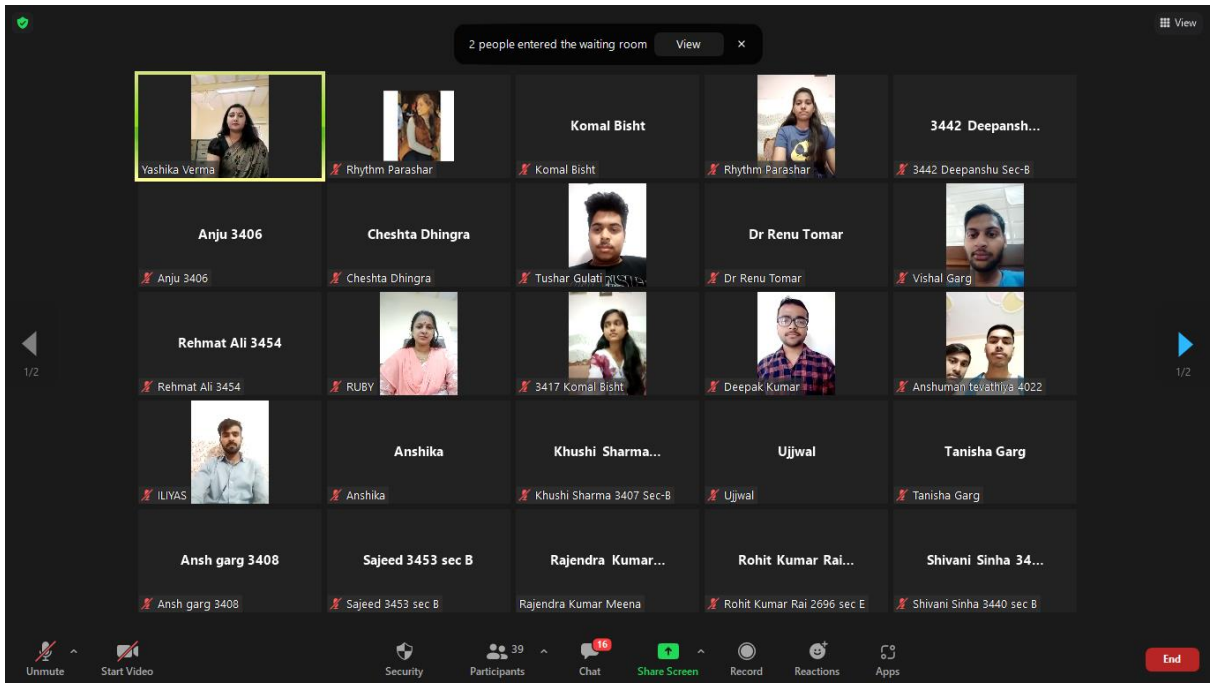 2 people entered the waiting room View ×
View
Yashika Verma
Rhythm Parashar
Komal Bisht
Komal Bisht
Rhythm Parashar
3442 Deepansh...
3442 Deepanshu Sec-B
Anju 3406
Anju 3406
Cheshta Dhingra
Cheshta Dhingra
Tushar Gulati
Dr Renu Tomar
Dr Renu Tomar
Vishal Garg
Rehmat Ali 3454
Rehmat Ali 3454
RUBY
3417 Komal Bisht
Deepak Kumar
Anshuman tevathiya 4022
1/2
1/2
ILIYAS
Anshika
Anshika
Khushi Sharma...
Khushi Sharma 3407 Sec-B
Ujjwal
Ujjwal
Tanisha Garg
Tanisha Garg
Ansh garg 3408
Ansh garg 3408
Sajeed 3453 sec B
Sajeed 3453 sec B
Rajendra Kumar...
Rajendra Kumar Meena
Rohit Kumar Rai...
Rohit Kumar Rai 2696 sec E
Shivani Sinha 34...
Shivani Sinha 3440 sec B
Unmute
Start Video
Security
39
Participants
16
Chat
Share Screen
Record
Reactions
Apps
End